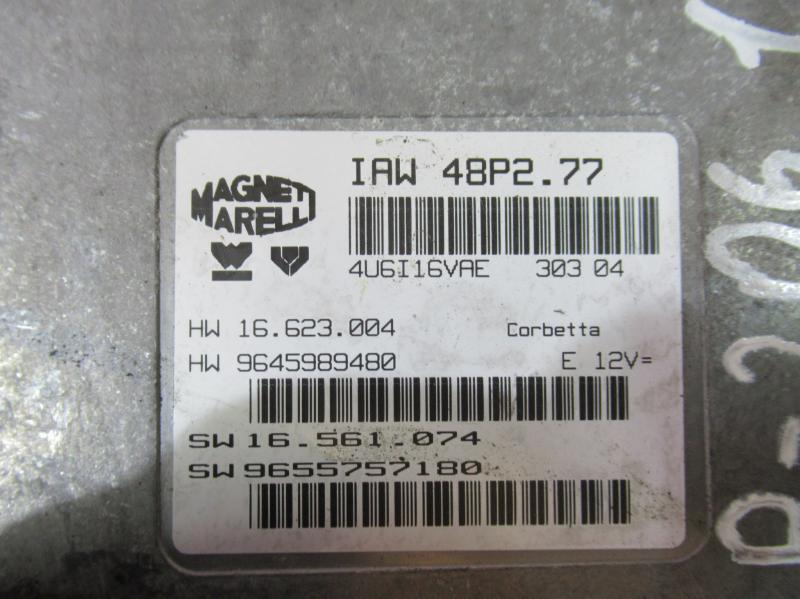 IAW 48P2.77
MAGNETI
MARELLI
4U6I16VAE 303 04
HW 16.623.004 Corbetta
HW 9645989480 E 12V=
SW 16.561.074
SW 9655757180